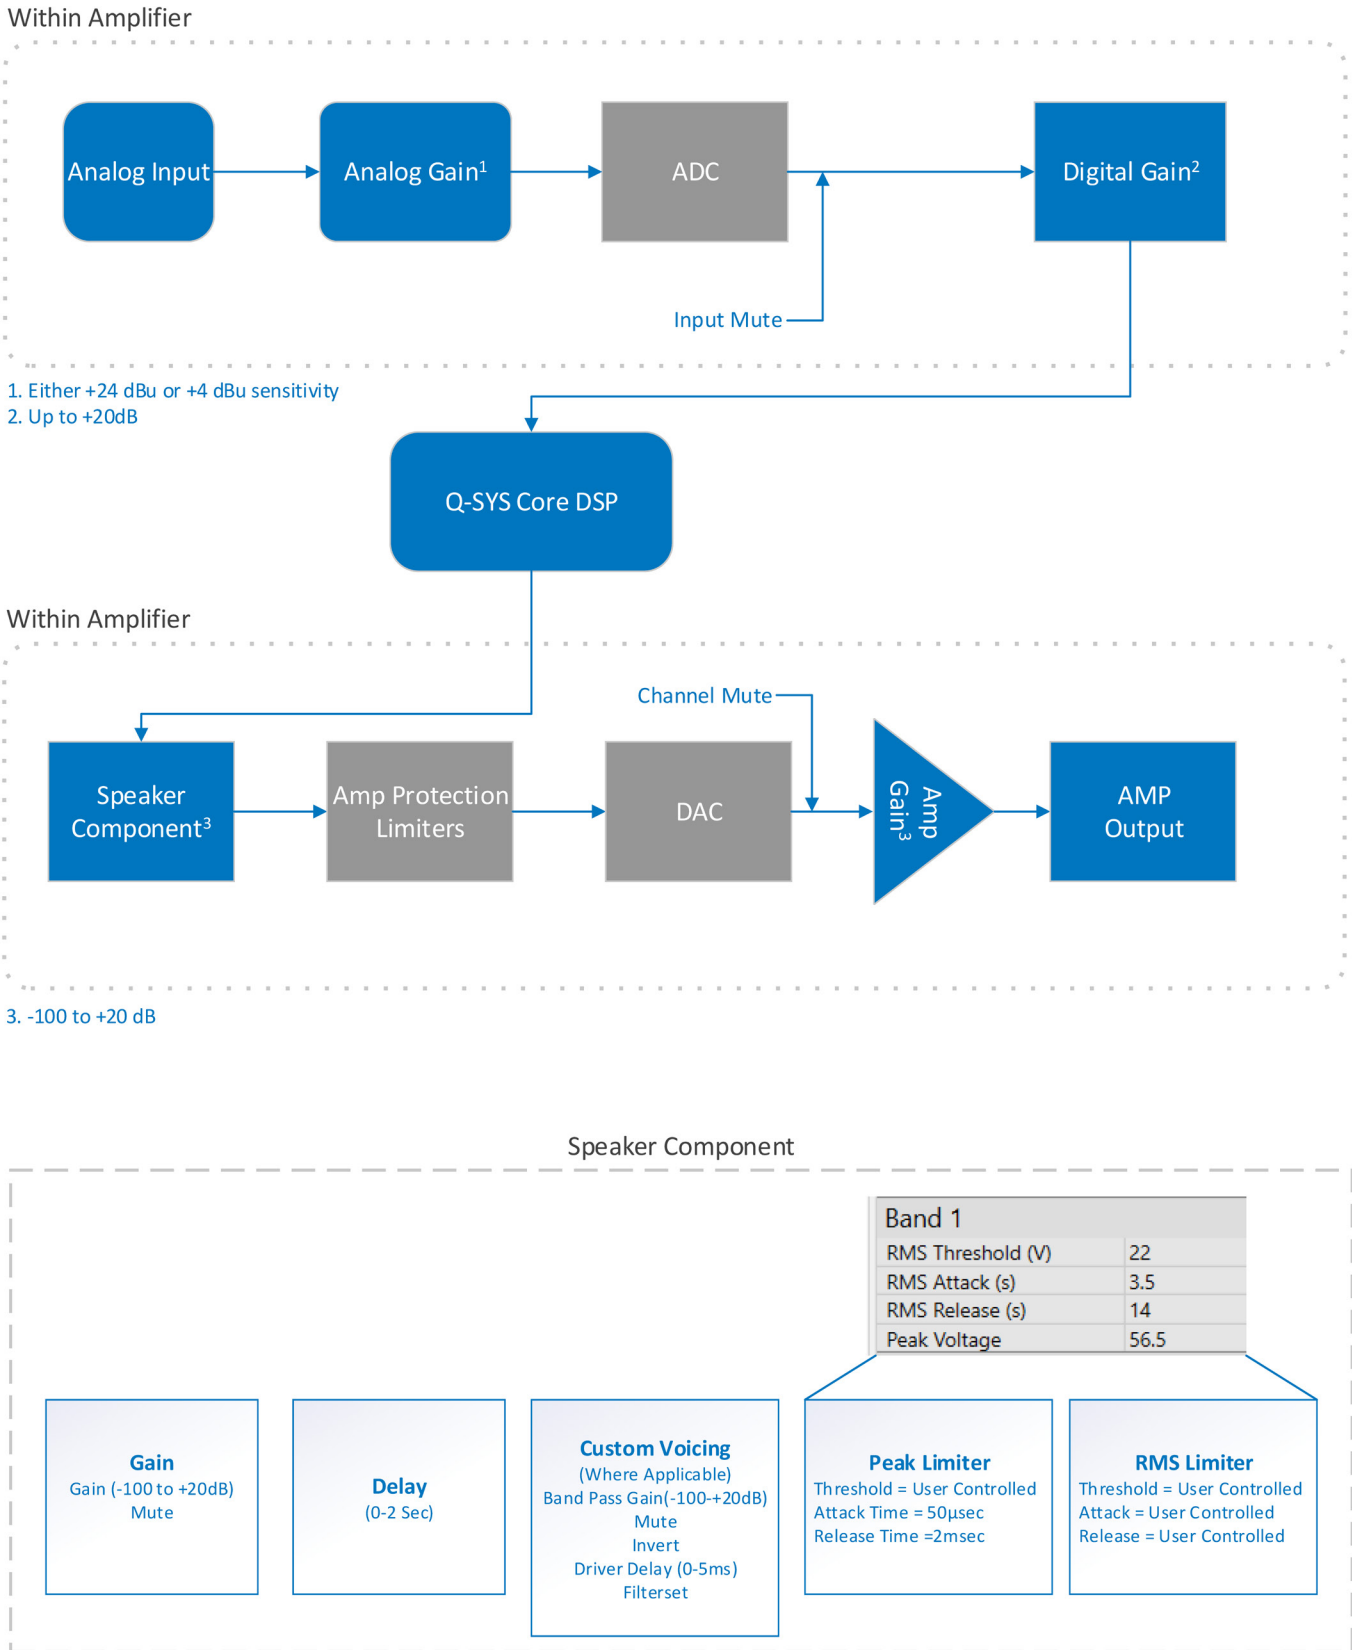 Within Amplifier
Analog Input
Analog Gain¹
ADC
Digital Gain²
Input Mute
1. Either +24 dBu or +4 dBu sensitivity
2. Up to +20dB
Q-SYS Core DSP
Within Amplifier
Channel Mute
Speaker
Component³
Amp Protection
Limiters
DAC
Amp
Gain³
AMP
Output
3. -100 to +20 dB
Speaker Component
Band 1
RMS Threshold (V) 22
RMS Attack (s) 3.5
RMS Release (s) 14
Peak Voltage 56.5
Gain
Gain (-100 to +20dB)
Mute
Delay
(0-2 Sec)
Custom Voicing
(Where Applicable)
Band Pass Gain(-100-+20dB)
Mute
Invert
Driver Delay (0-5ms)
Filterset
Peak Limiter
Threshold = User Controlled
Attack Time = 50µsec
Release Time =2msec
RMS Limiter
Threshold = User Controlled
Attack = User Controlled
Release = User Controlled